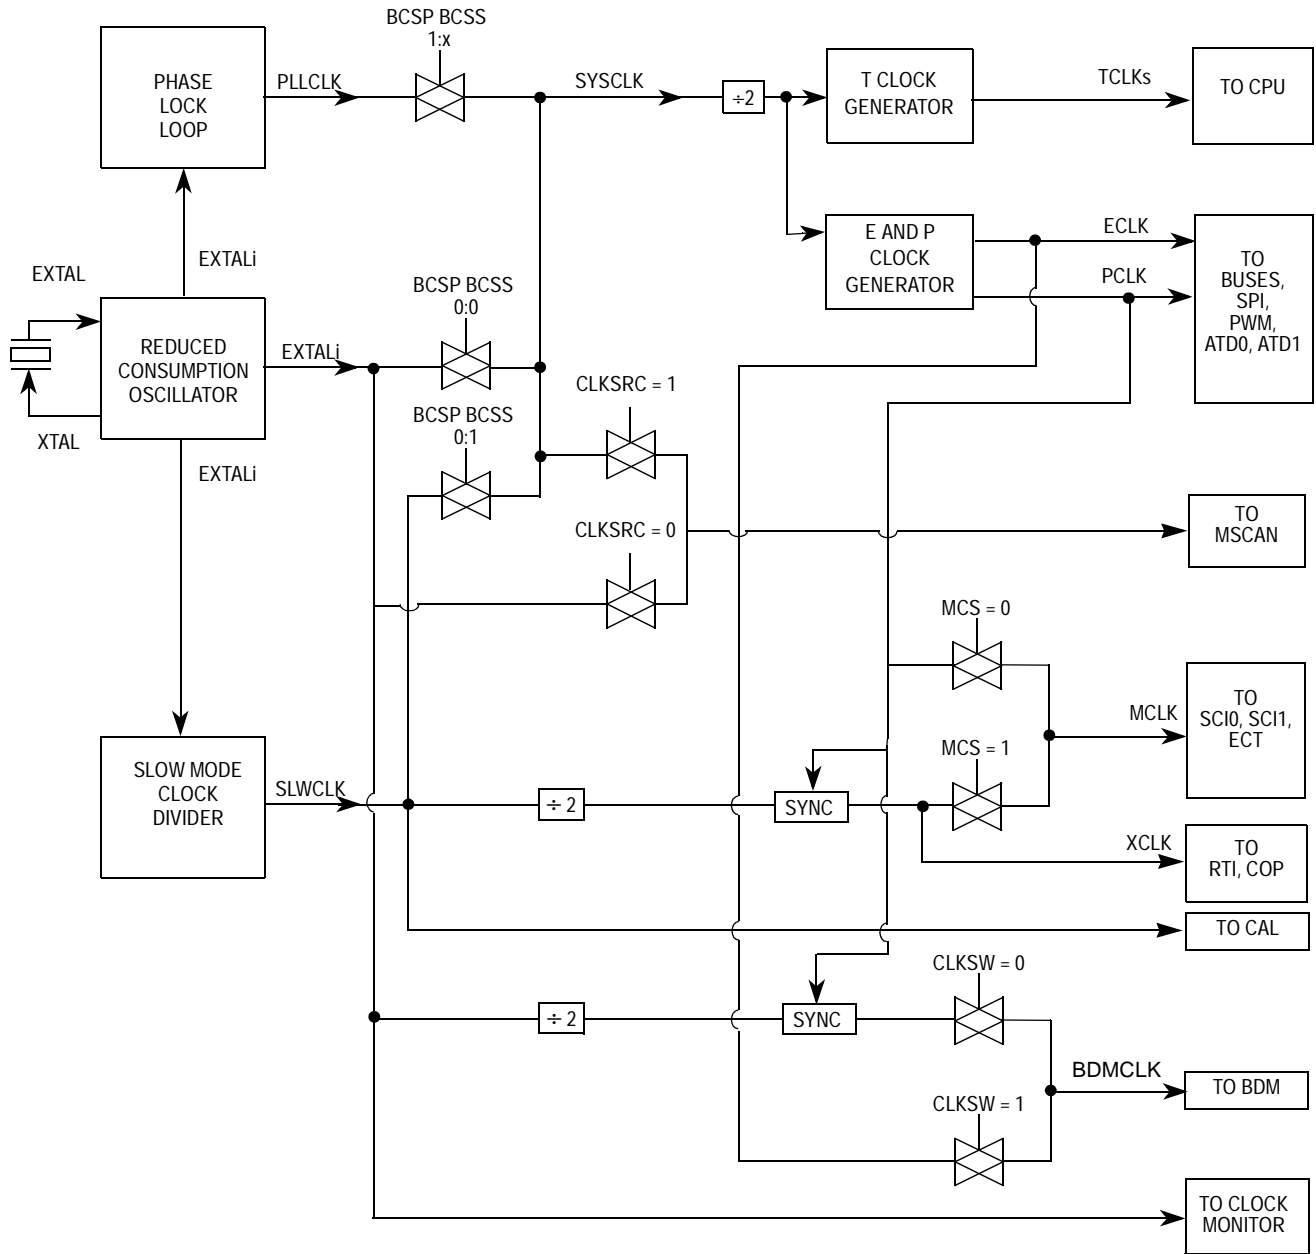 BCSP BCSS
1:x
PHASE
LOCK
LOOP
PLLCLK
SYSCLK
÷2
T CLOCK
GENERATOR
TCLKs
TO CPU
EXTALi
E AND P
CLOCK
GENERATOR
ECLK
PCLK
TO
BUSES,
SPI,
PWM,
ATD0, ATD1
EXTAL
XTAL
REDUCED
CONSUMPTION
OSCILLATOR
EXTALi
BCSP BCSS
0:0
BCSP BCSS
0:1
CLKSRC = 1
CLKSRC = 0
TO
MSCAN
EXTALi
MCS = 0
MCS = 1
MCLK
TO
SCI0, SCI1,
ECT
SLOW MODE
CLOCK
DIVIDER
SLWCLK
÷ 2
SYNC
XCLK
TO
RTI, COP
TO CAL
÷ 2
SYNC
CLKSW = 0
CLKSW = 1
BDMCLK
TO BDM
TO CLOCK
MONITOR